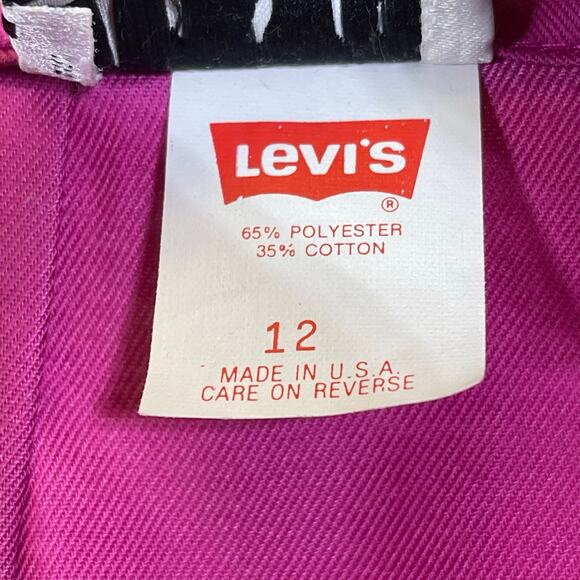 Levi's
®
65% POLYESTER
35% COTTON
12
MADE IN U.S.A.
CARE ON REVERSE